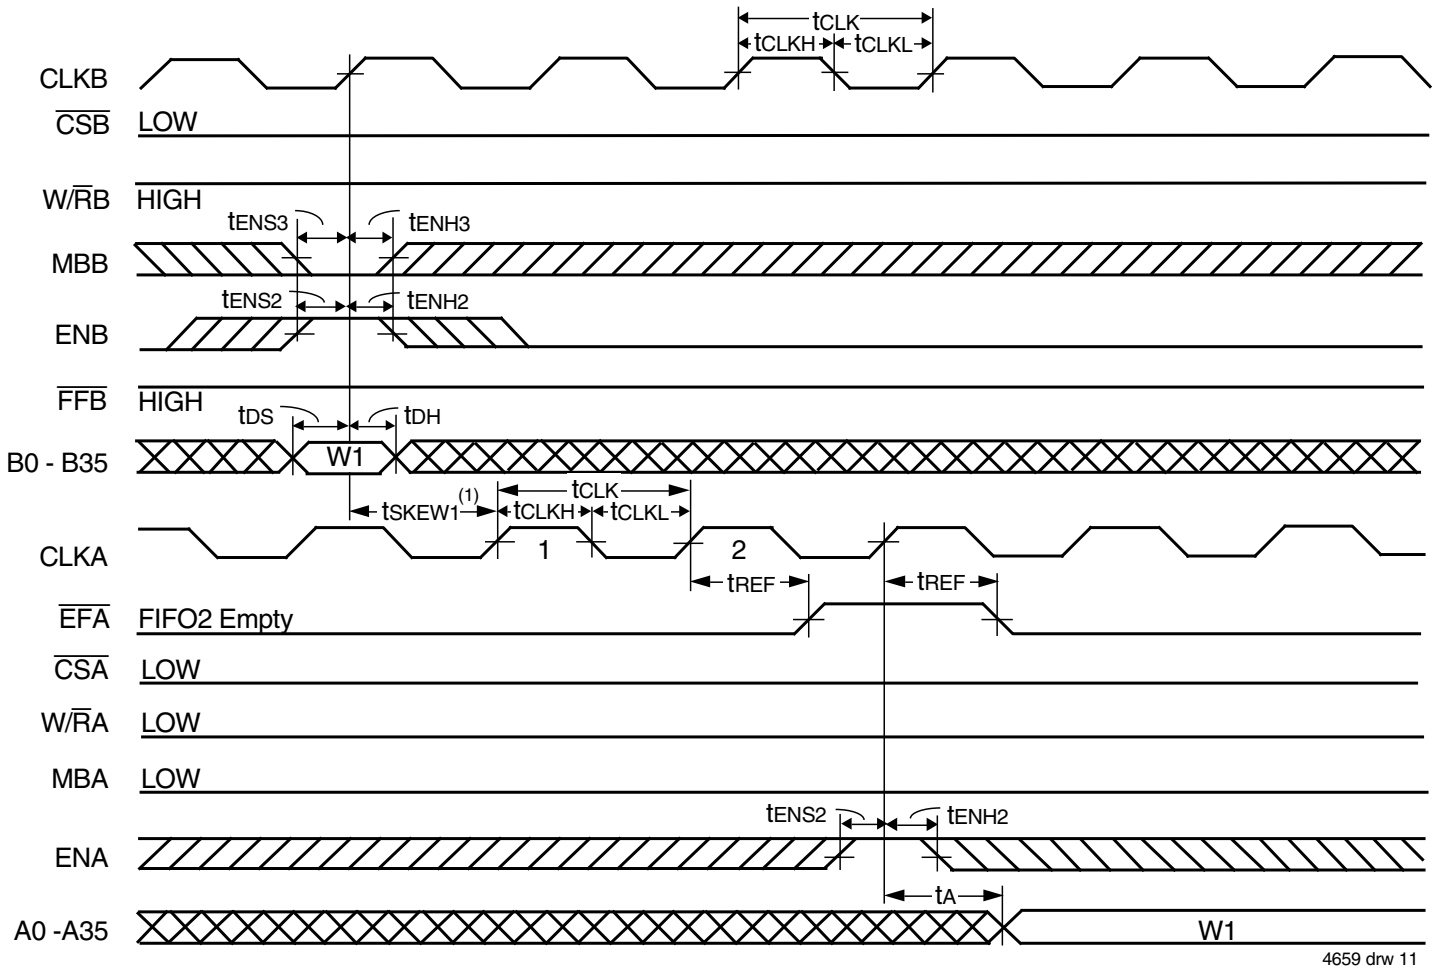 tCLK
tCLKH tCLKL
CLKB
CSB LOW
W/RB HIGH
tENS3 tENH3
MBB
tENS2 tENH2
ENB
FFB HIGH
tDS tDH
B0 - B35 W1
tSKEW1(1) tCLK
tCLKH tCLKL
CLKA 1 2
tREF tREF
EFA FIFO2 Empty
CSA LOW
W/RA LOW
MBA LOW
tENS2 tENH2
ENA
tA
A0 -A35 W1
4659 drw 11